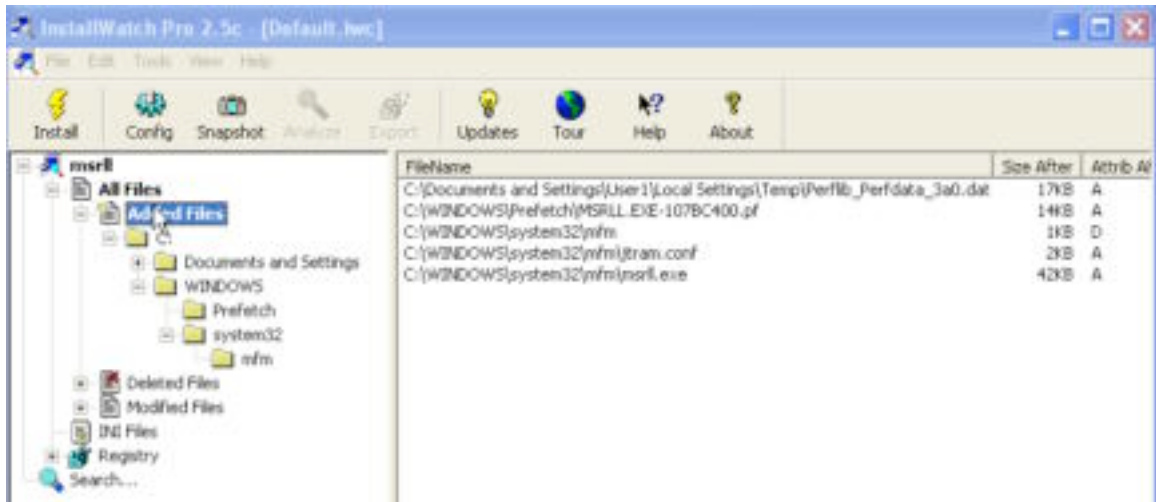 InstallWatch Pro 2.5c - [Default.iwc]
File Edit Tools View Help
Install Config Snapshot Analyze Export Updates Tour Help About
msrll
All Files
Added Files
Documents and Settings
WINDOWS
Prefetch
system32
mfm
Deleted Files
Modified Files
INI Files
Registry
Search...
FileName Size After Attrib Af
C:\Documents and Settings\User1\Local Settings\Temp\Perflib_Perfdata_3a0.dat 17KB A
C:\WINDOWS\Prefetch\MSRLL.EXE-107BC400.pf 14KB A
C:\WINDOWS\system32\mfm 1KB D
C:\WINDOWS\system32\mfm\jtram.conf 2KB A
C:\WINDOWS\system32\mfm\msrll.exe 42KB A